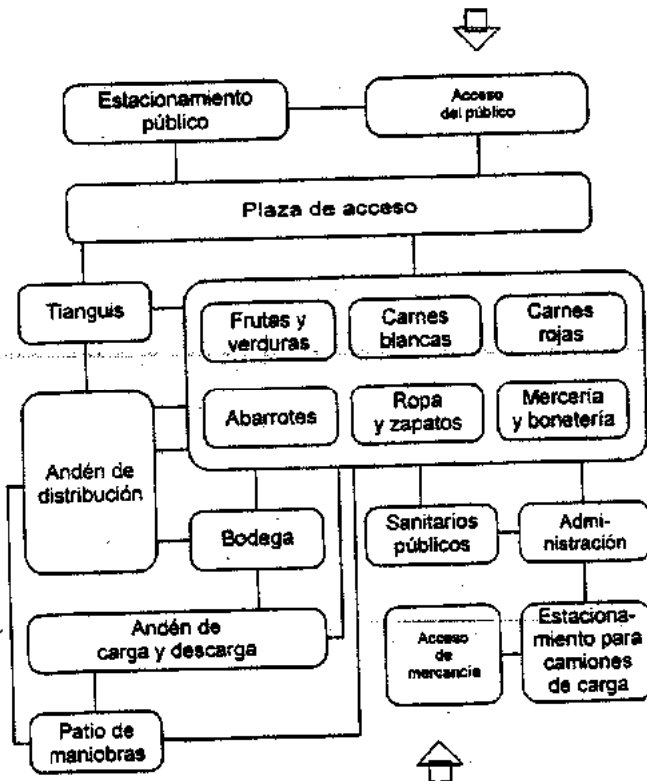 Estacionamiento
público
Acceso
del público
Plaza de acceso
Tianguis
Frutas y
verduras
Carnes
blancas
Carnes
rojas
Abarrotes
Ropa
y zapatos
Mercería
y bonetería
Andén de
distribución
Bodega
Sanitarios
públicos
Admi-
nistración
Andén de
carga y descarga
Acceso
de
mercancía
Estaciona-
miento para
camiones
de carga
Patio de
maniobras